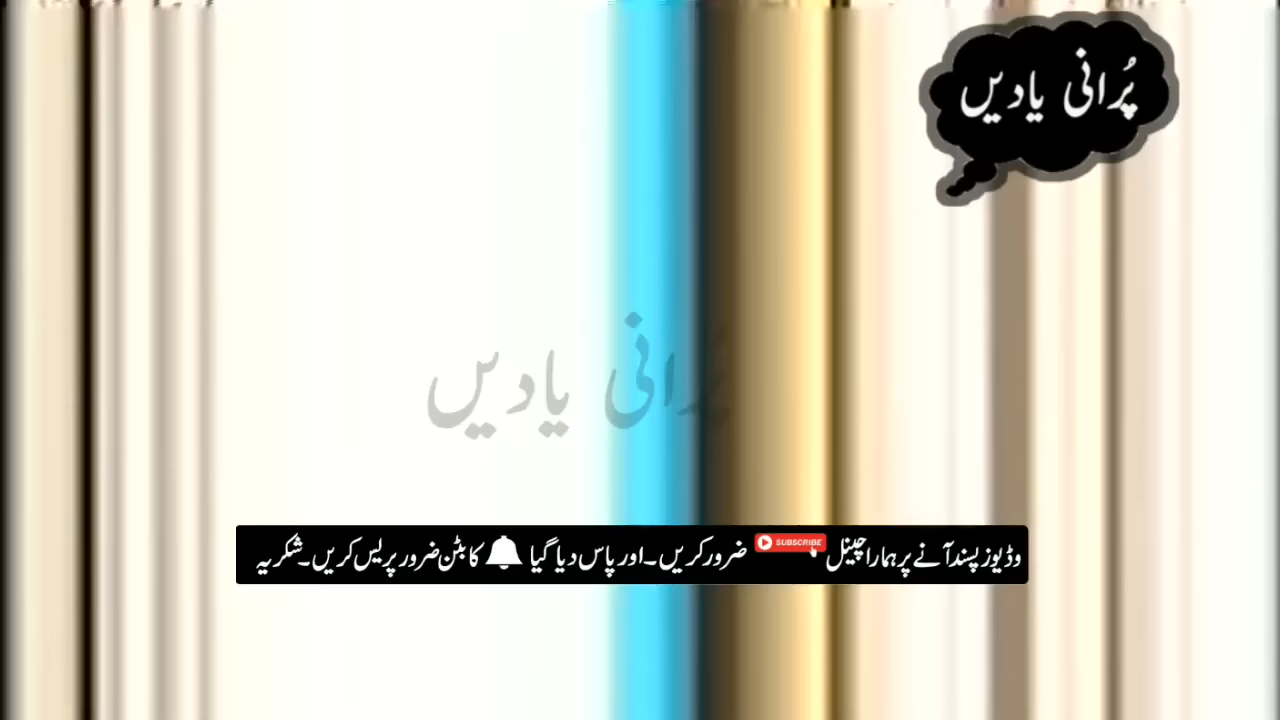 پُرانی یادیں
پُرانی یادیں
وڈیوز پسند آنے پر ہمارا چینل SUBSCRIBE ضرور کریں۔ اور پاس دیا گیا کا بٹن ضرور پریس کریں۔ شکریہ